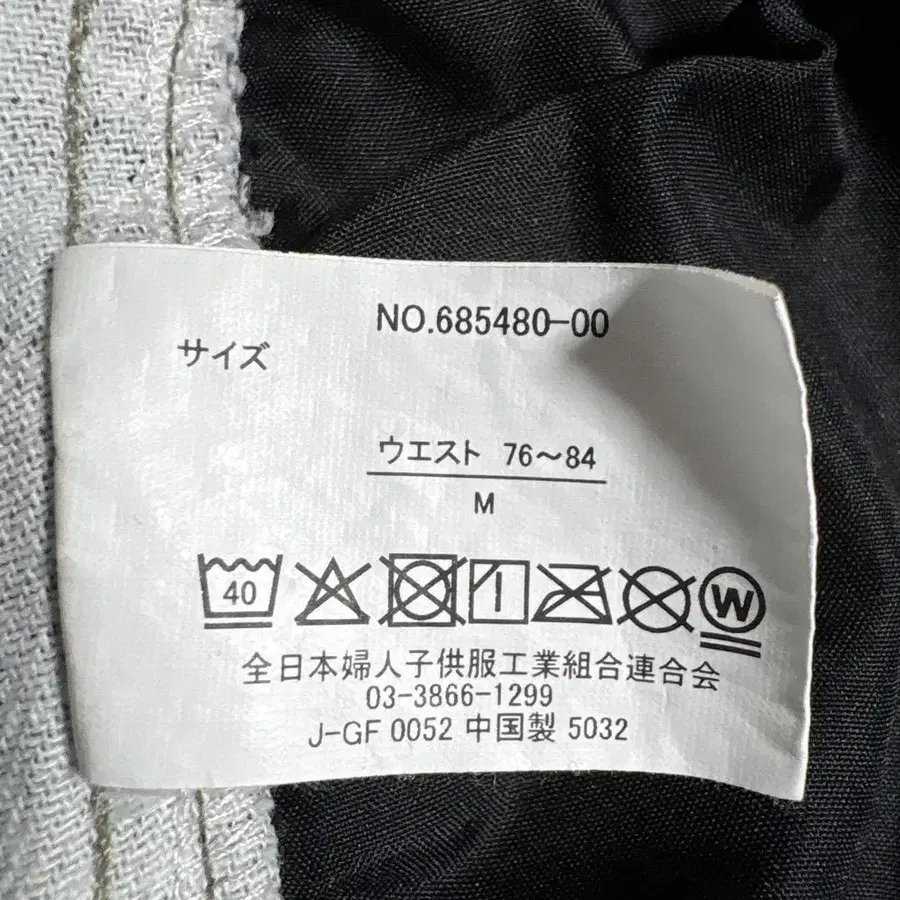 NO.685480-00
サイズ
ウエスト 76～84
M
40
W
全日本婦人子供服工業組合連合会
03-3866-1299
J-GF 0052 中国製 5032